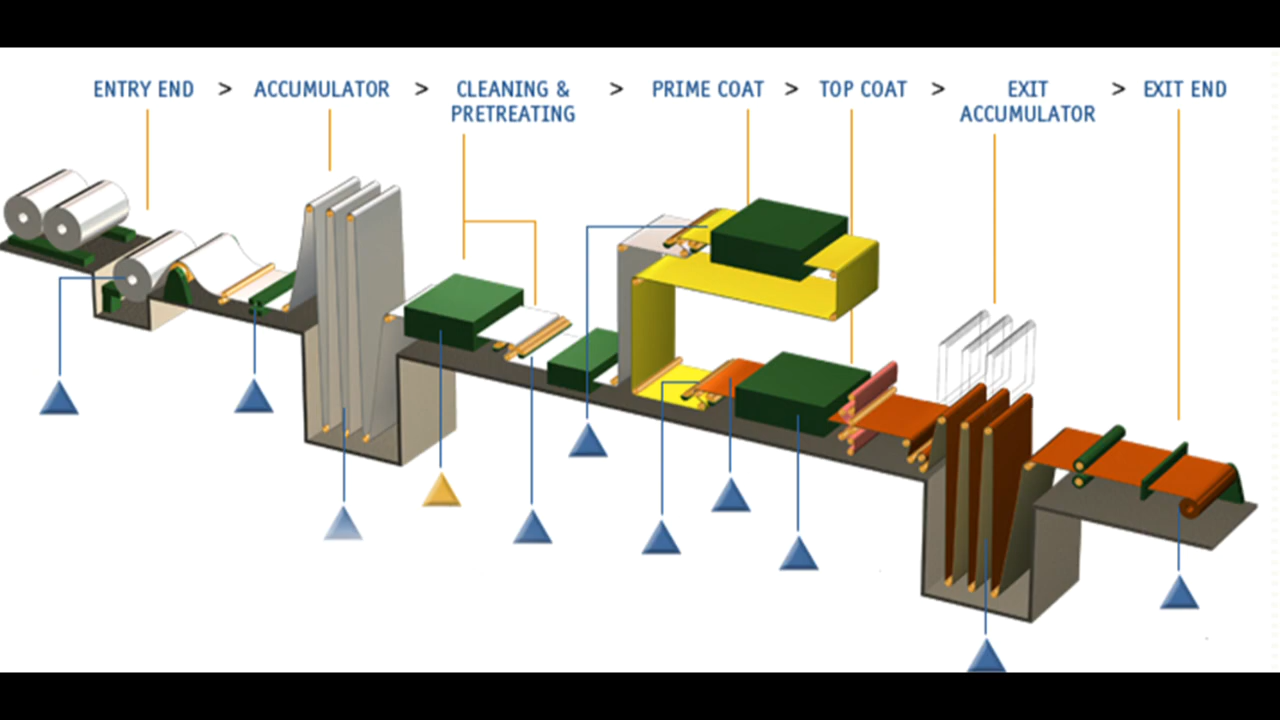 ENTRY END > ACCUMULATOR > CLEANING & > PRIME COAT > TOP COAT > EXIT > EXIT END
PRETREATING ACCUMULATOR